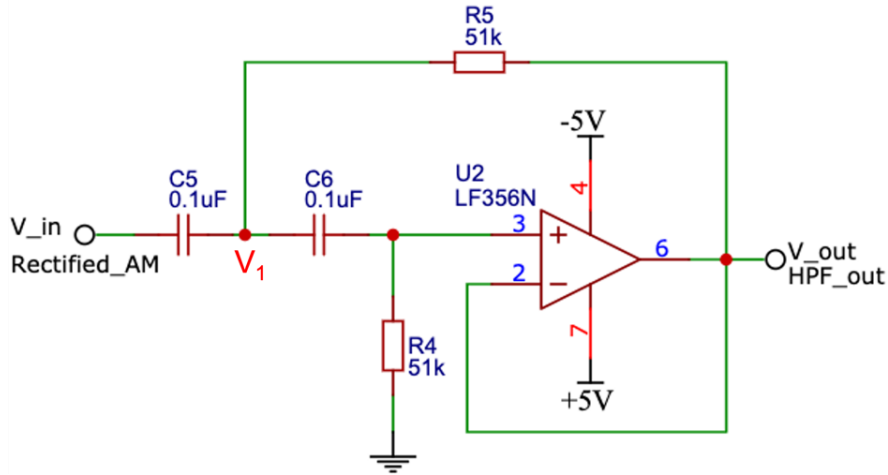 R5
51k
-5V
C5
0.1uF
C6
0.1uF
U2
LF356N
4
V_in
3
V_out
Rectified_AM
V1
6
HPF_out
2
7
R4
51k
+5V